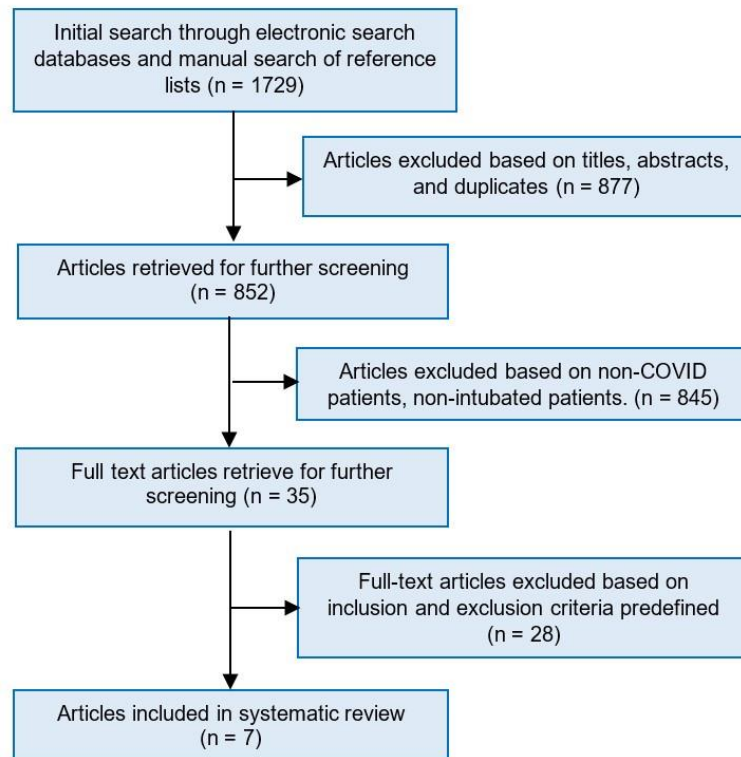 Initial search through electronic search
databases and manual search of reference
lists (n = 1729)
Articles excluded based on titles, abstracts,
and duplicates (n = 877)
Articles retrieved for further screening
(n = 852)
Articles excluded based on non-COVID
patients, non-intubated patients. (n = 845)
Full text articles retrieve for further
screening (n = 35)
Full-text articles excluded based on
inclusion and exclusion criteria predefined
(n = 28)
Articles included in systematic review
(n = 7)